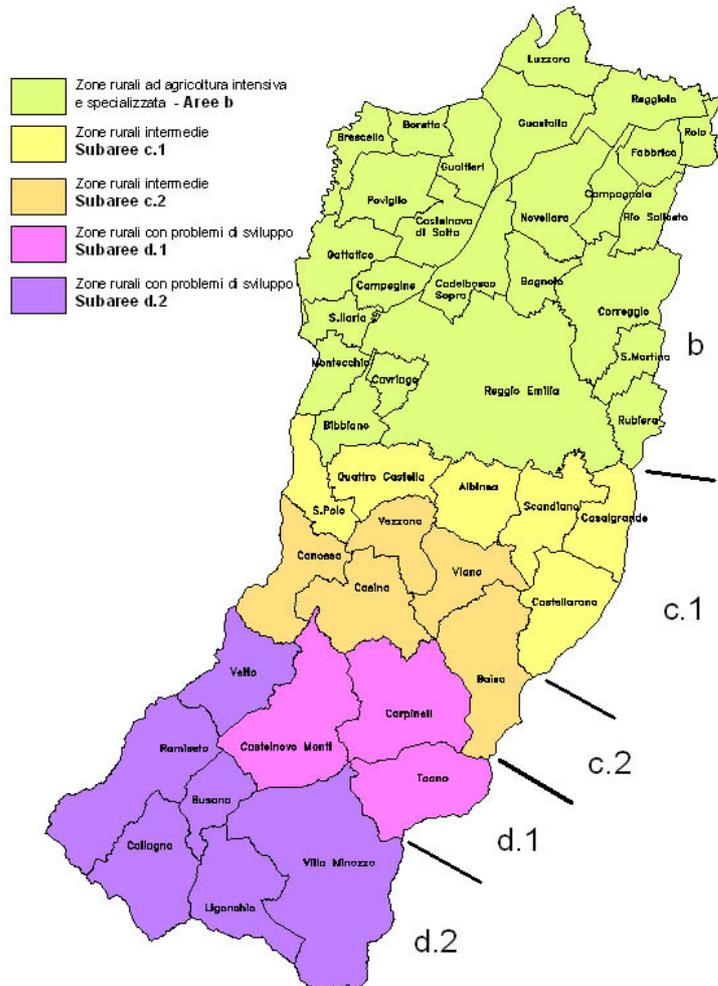 Zone rurali ad agricoltura intensiva
e specializzata - Aree b
Zone rurali intermedie
Subaree c.1
Zone rurali intermedie
Subaree c.2
Zone rurali con problemi di sviluppo
Subaree d.1
Zone rurali con problemi di sviluppo
Subaree d.2
Luzzara
Reggiolo
Guastalla
Boretto
Brescello
Rolo
Fabbrico
Gualtieri
Campagnola
Poviglio
Novellara
Rio Saliceto
Castelnovo
di Sotto
Gattatico
Campegine
Cadelbosco
Sopra
Bagnolo
Correggio
S.Ilario
b
S.Martino
Montecchio
Cavriago
Reggio Emilia
Rubiera
Bibbiano
Quattro Castella
Albinea
S.Polo
Scandiano
Casalgrande
Vezzano
Canossa
Viano
Casina
Castellarano
c.1
Vetto
Baiso
Carpineti
Ramiseto
Castelnovo Monti
c.2
Toano
Busana
d.1
Collagna
Villa Minozzo
Ligonchio
d.2